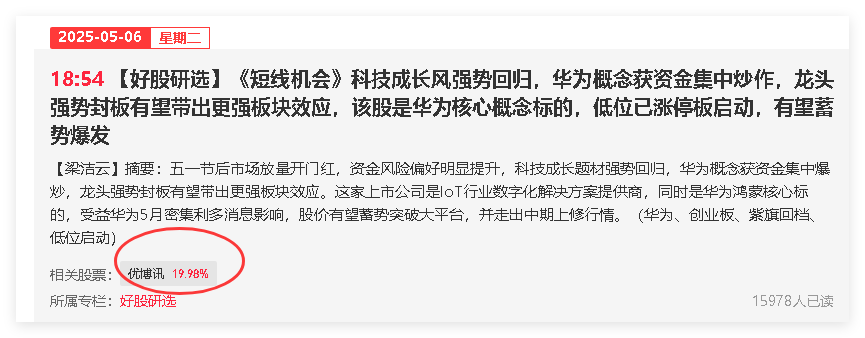 2025-05-06 星期二
18:54 【好股研选】《短线机会》科技成长风强势回归，华为概念获资金集中炒作，龙头
强势封板有望带出更强板块效应，该股是华为核心概念标的，低位已涨停板启动，有望蓄
势爆发
【梁洁云】摘要：五一节后市场放量开门红，资金风险偏好明显提升，科技成长题材强势回归，华为概念获资金集中爆
炒，龙头强势封板有望带出更强板块效应。这家上市公司是IoT行业数字化解决方案提供商，同时是华为鸿蒙核心标
的，受益华为5月密集利多消息影响，股价有望蓄势突破大平台，并走出中期上修行情。（华为、创业板、紫旗回档、
低位启动）
相关股票： 优博讯 19.98%
所属专栏：好股研选 15978人已读